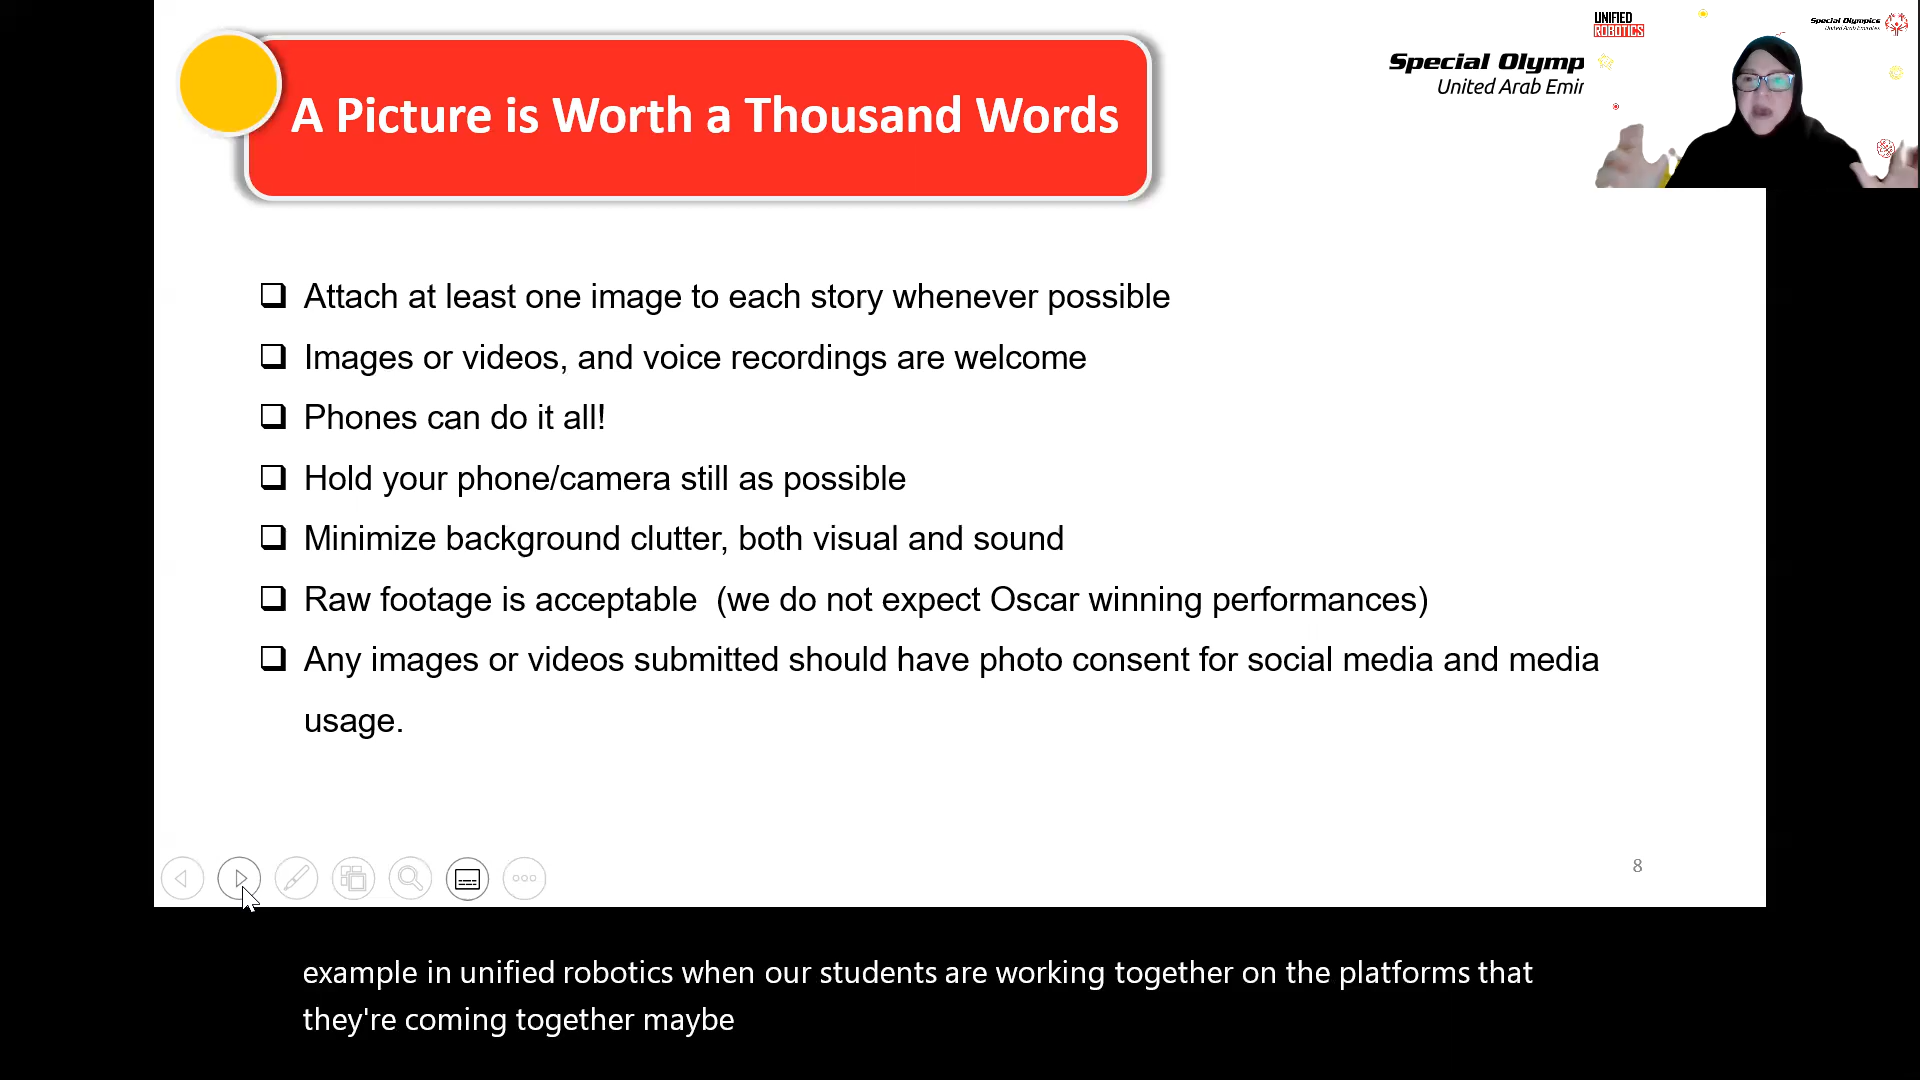 A Picture is Worth a Thousand Words
Special Olymp
United Arab Emir
UNIFIED
ROBOTICS
Special Olympics
United Arab Emirates
Attach at least one image to each story whenever possible
Images or videos, and voice recordings are welcome
Phones can do it all!
Hold your phone/camera still as possible
Minimize background clutter, both visual and sound
Raw footage is acceptable  (we do not expect Oscar winning performances)
Any images or videos submitted should have photo consent for social media and media
usage.
8
example in unified robotics when our students are working together on the platforms that
they're coming together maybe